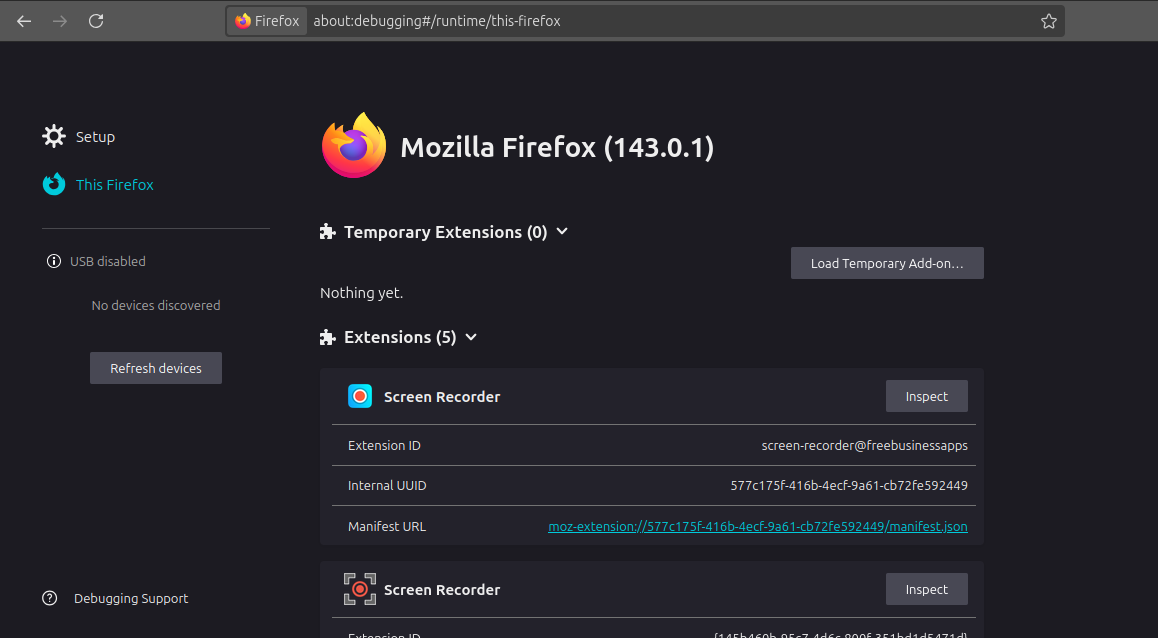 Firefox about:debugging#/runtime/this-firefox
Setup
This Firefox
USB disabled
No devices discovered
Refresh devices
Debugging Support
Mozilla Firefox (143.0.1)
Temporary Extensions (0)
Load Temporary Add-on…
Nothing yet.
Extensions (5)
Screen Recorder Inspect
Extension ID screen-recorder@freebusinessapps
Internal UUID 577c175f-416b-4ecf-9a61-cb72fe592449
Manifest URL moz-extension://577c175f-416b-4ecf-9a61-cb72fe592449/manifest.json
Screen Recorder Inspect
Extension ID